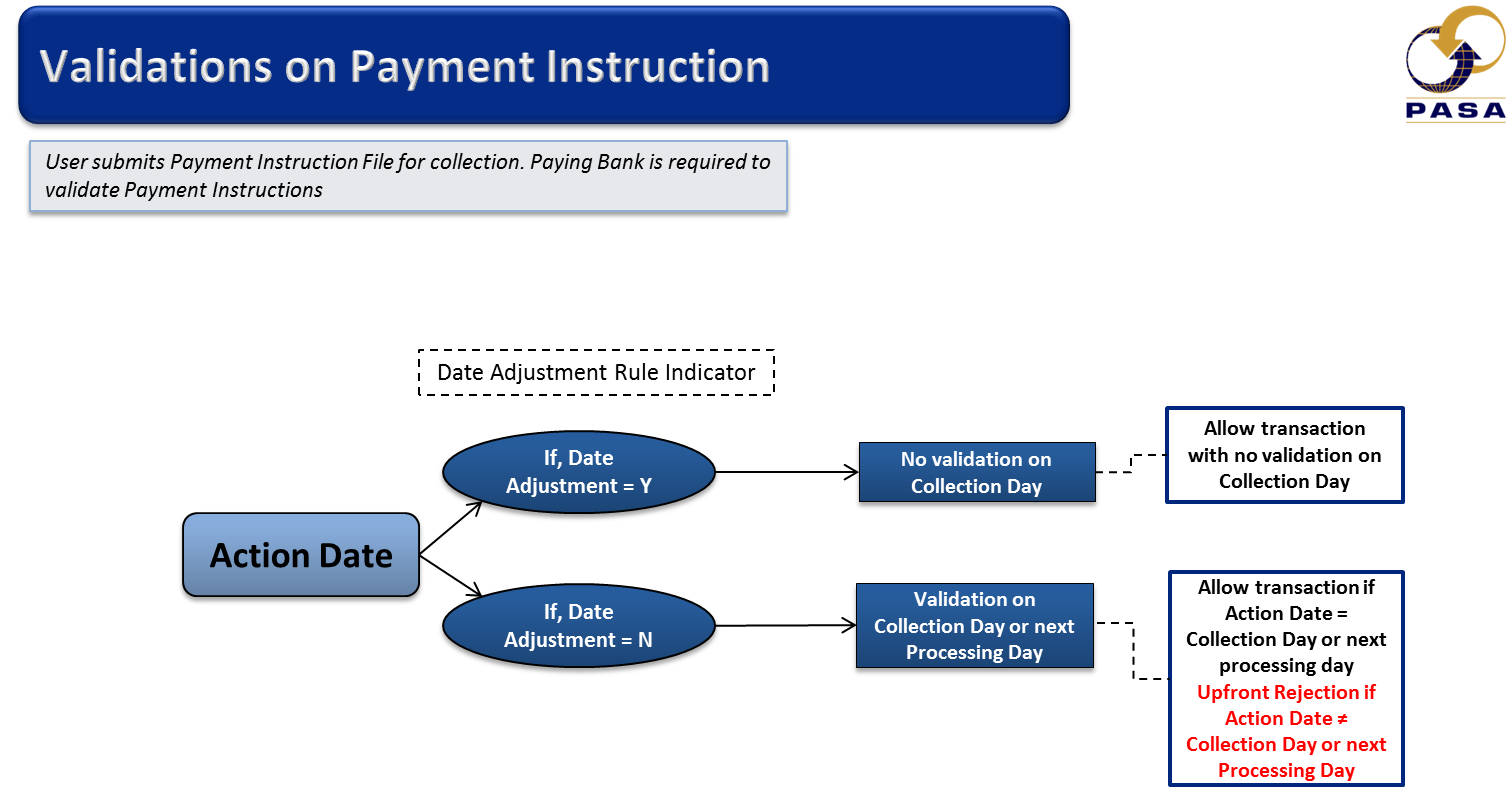 Validations on Payment Instruction
PASA
User submits Payment Instruction File for collection. Paying Bank is required to
validate Payment Instructions
Date Adjustment Rule Indicator
Action Date
If, Date
Adjustment = Y
No validation on
Collection Day
Allow transaction
with no validation on
Collection Day
If, Date
Adjustment = N
Validation on
Collection Day or next
Processing Day
Allow transaction if
Action Date =
Collection Day or next
processing day
Upfront Rejection if
Action Date ≠
Collection Day or next
Processing Day